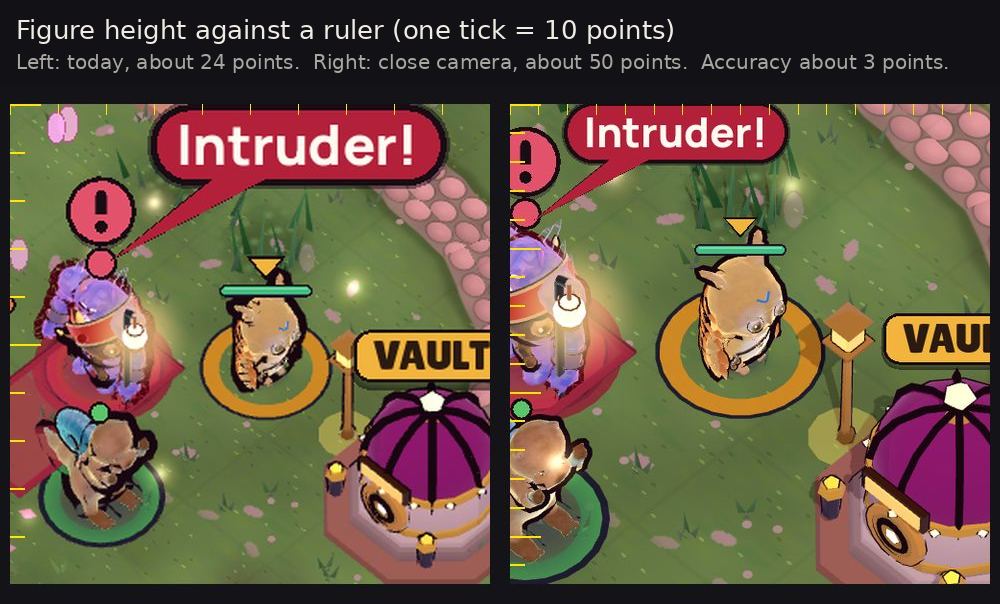 Figure height against a ruler (one tick = 10 points)
Left: today, about 24 points.  Right: close camera, about 50 points.  Accuracy about 3 points.
Intruder!
!
VAULT
Intruder!
!
VAU